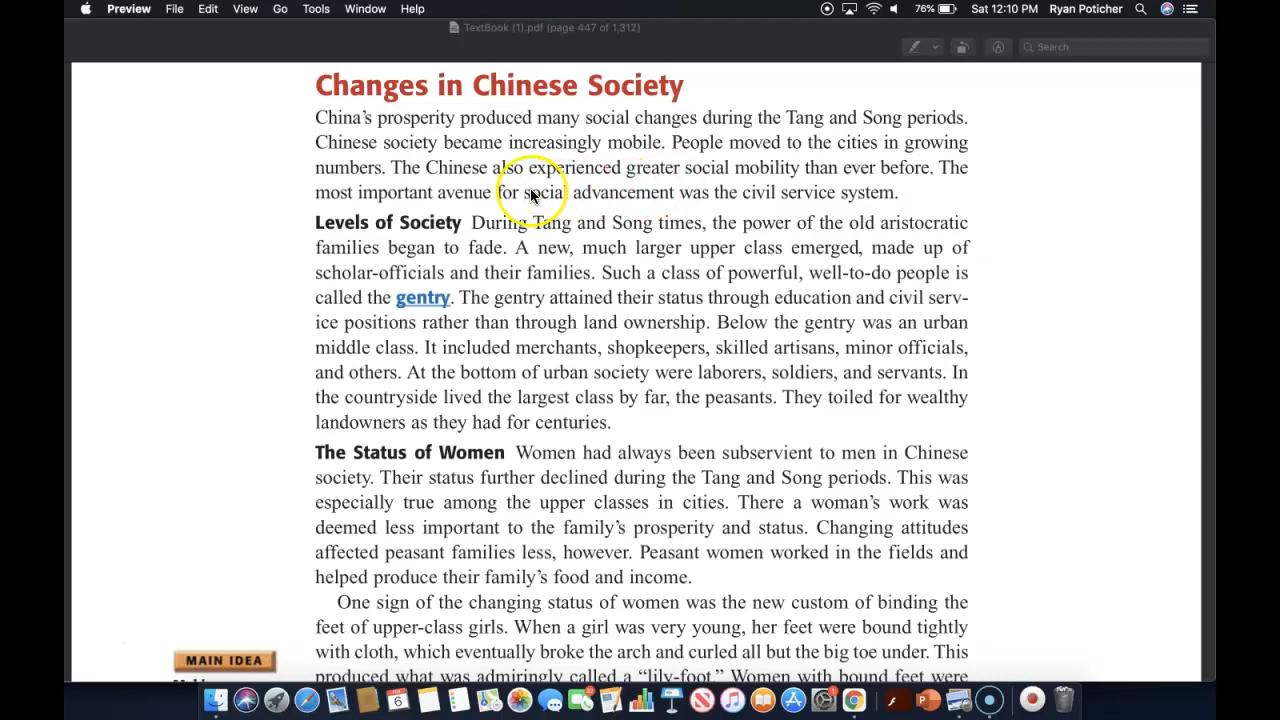 Preview File Edit View Go Tools Window Help 76% Sat 12:10 PM Ryan Poticher
TextBook (1).pdf (page 447 of 1,312)
Search
Changes in Chinese Society
China's prosperity produced many social changes during the Tang and Song periods.
Chinese society became increasingly mobile. People moved to the cities in growing
numbers. The Chinese also experienced greater social mobility than ever before. The
most important avenue for social advancement was the civil service system.
Levels of Society During Tang and Song times, the power of the old aristocratic
families began to fade. A new, much larger upper class emerged, made up of
scholar-officials and their families. Such a class of powerful, well-to-do people is
called the gentry. The gentry attained their status through education and civil serv-
ice positions rather than through land ownership. Below the gentry was an urban
middle class. It included merchants, shopkeepers, skilled artisans, minor officials,
and others. At the bottom of urban society were laborers, soldiers, and servants. In
the countryside lived the largest class by far, the peasants. They toiled for wealthy
landowners as they had for centuries.
The Status of Women Women had always been subservient to men in Chinese
society. Their status further declined during the Tang and Song periods. This was
especially true among the upper classes in cities. There a woman's work was
deemed less important to the family's prosperity and status. Changing attitudes
affected peasant families less, however. Peasant women worked in the fields and
helped produce their family's food and income.
One sign of the changing status of women was the new custom of binding the
feet of upper-class girls. When a girl was very young, her feet were bound tightly
with cloth, which eventually broke the arch and curled all but the big toe under. This
MAIN IDEA
produced what was admiringly called a "lily-foot." Women with bound feet were
6